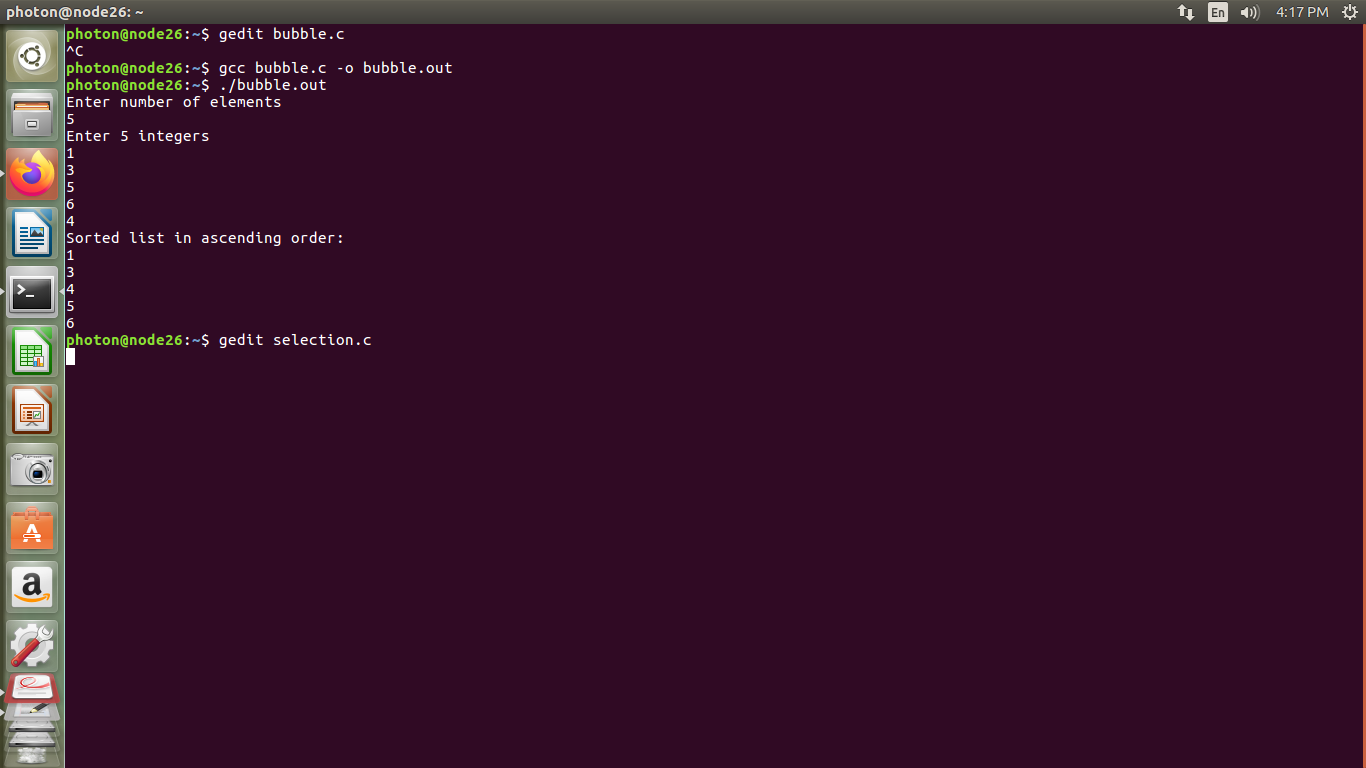 photon@node26: ~
En
4:17 PM
photon@node26:~$ gedit bubble.c
^C
photon@node26:~$ gcc bubble.c -o bubble.out
photon@node26:~$ ./bubble.out
Enter number of elements
5
Enter 5 integers
1
3
5
6
4
Sorted list in ascending order:
1
3
4
5
6
photon@node26:~$ gedit selection.c